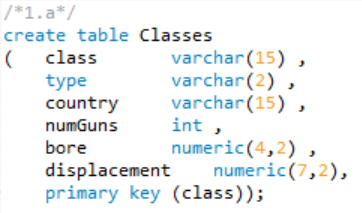 /*1.a*/
create table Classes
( class varchar(15) ,
type varchar(2) ,
country varchar(15) ,
numGuns int ,
bore numeric(4,2) ,
displacement numeric(7,2),
primary key (class));